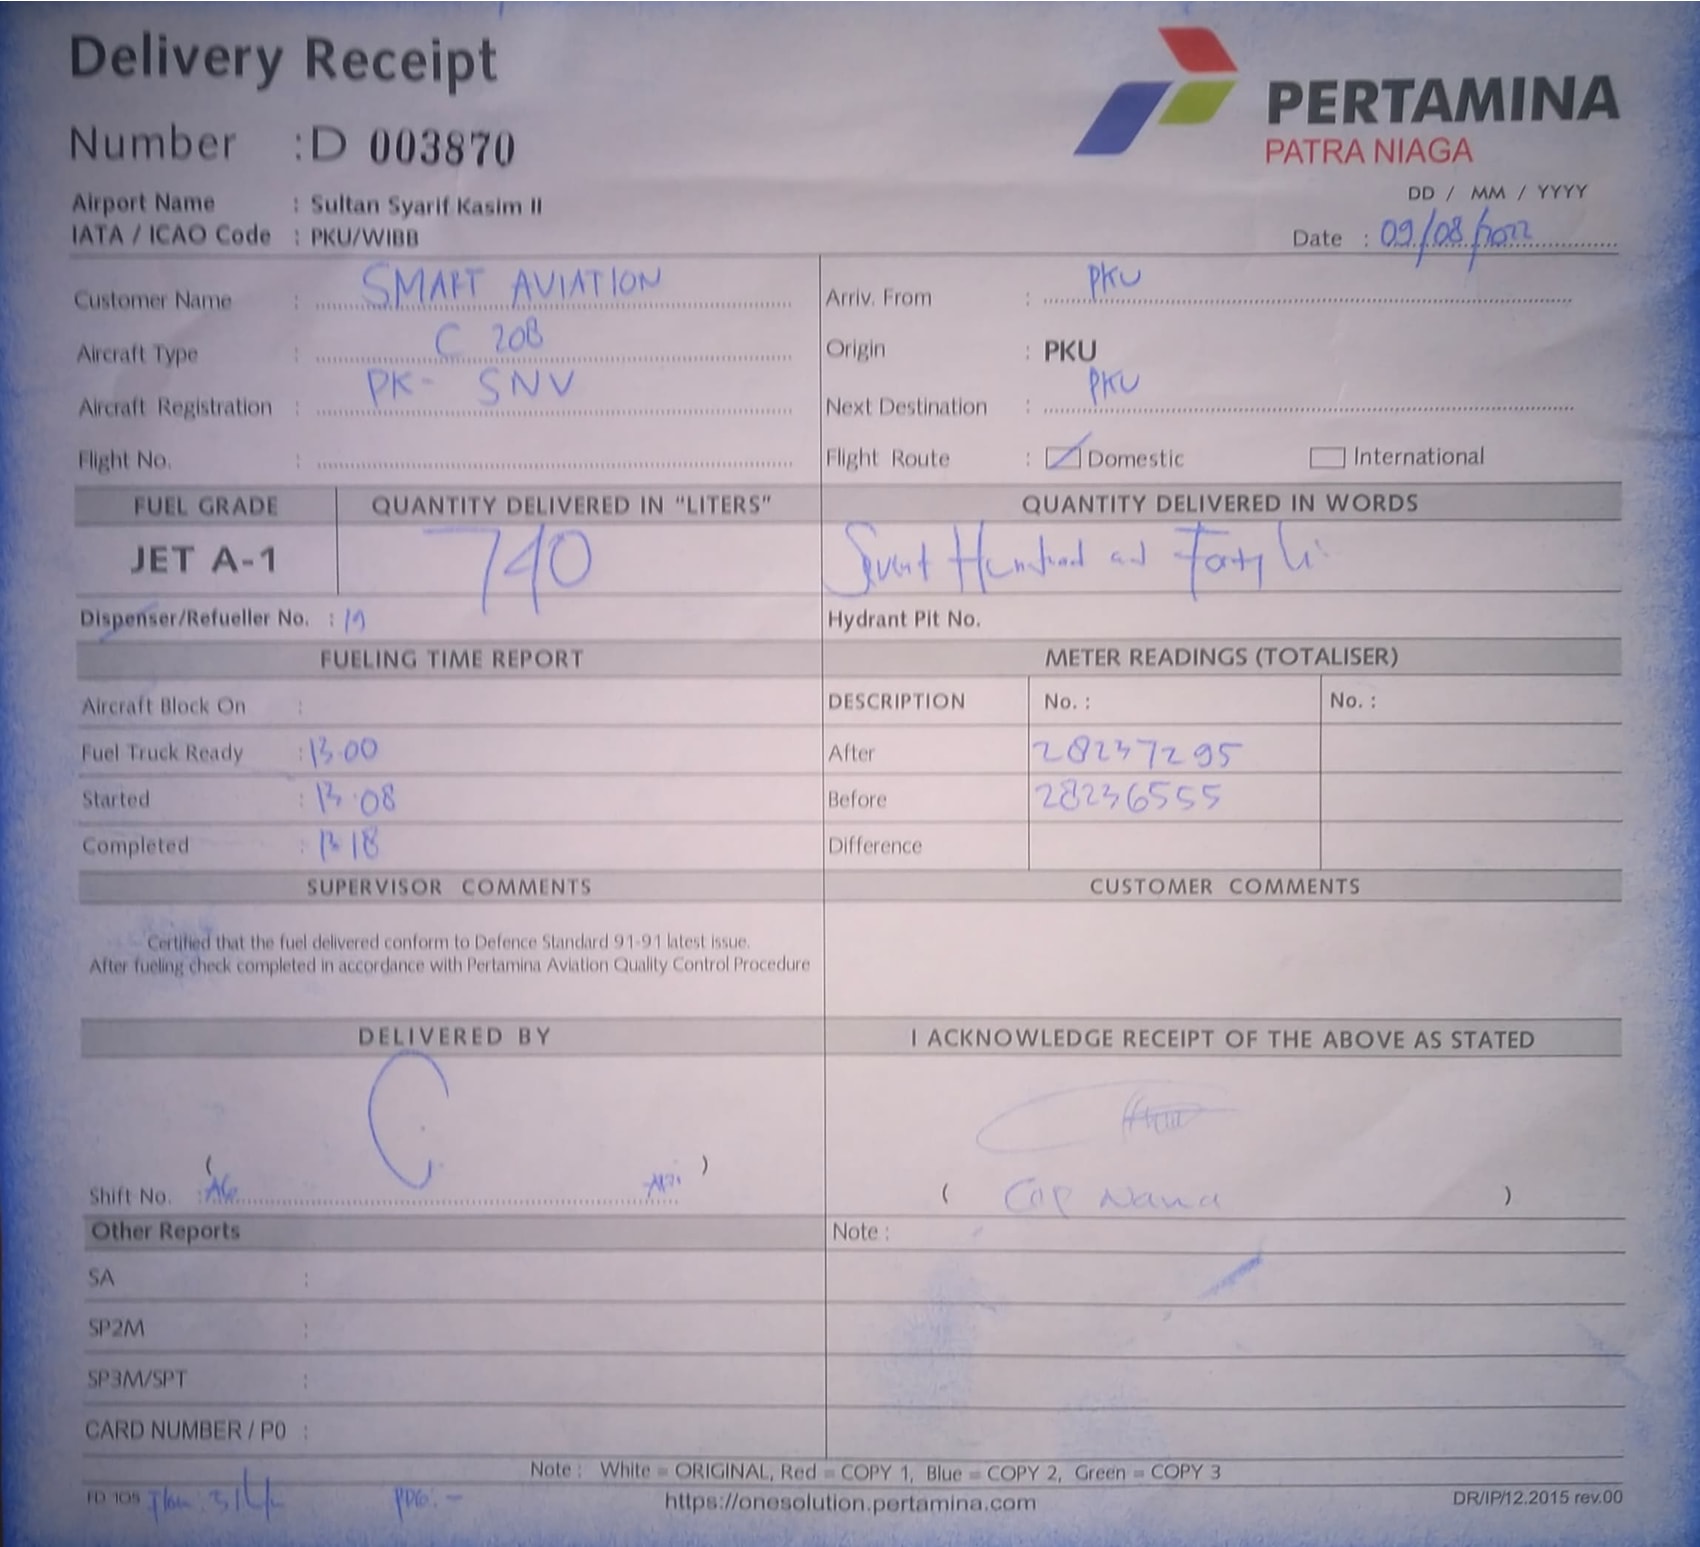 Delivery Receipt
PERTAMINA
PATRA NIAGA
Number : D 003870
DD / MM / YYYY
Airport Name : Sultan Syarif Kasim II
IATA / ICAO Code : PKU/WIBB
Date : 09/08/2022
Customer Name : SMART AVIATION
Arriv. From : PKU
Aircraft Type : C 208
Origin : PKU
Aircraft Registration : PK- SNV
Next Destination : PKU
Flight No. :
Flight Route : Domestic International
FUEL GRADE QUANTITY DELIVERED IN "LITERS" QUANTITY DELIVERED IN WORDS
JET A-1 740 Hundred and Forty
Dispenser/Refueller No. : 19
Hydrant Pit No.
FUELING TIME REPORT METER READINGS (TOTALISER)
Aircraft Block On :
DESCRIPTION No. : No. :
Fuel Truck Ready : 13.00
After 28237295
Started : 13.08
Before 28236555
Completed : 13.18
Difference
SUPERVISOR COMMENTS CUSTOMER COMMENTS
Certified that the fuel delivered conform to Defence Standard 91-91 latest issue.
After fueling check completed in accordance with Pertamina Aviation Quality Control Procedure
DELIVERED BY I ACKNOWLEDGE RECEIPT OF THE ABOVE AS STATED
( )
Shift No. :
( Cap Nana )
Other Reports Note :
SA :
SP2M :
SP3M/SPT :
CARD NUMBER / P0 :
Note : White = ORIGINAL, Red = COPY 1, Blue = COPY 2, Green = COPY 3
FD 105
https://onesolution.pertamina.com
DR/IP/12.2015 rev.00